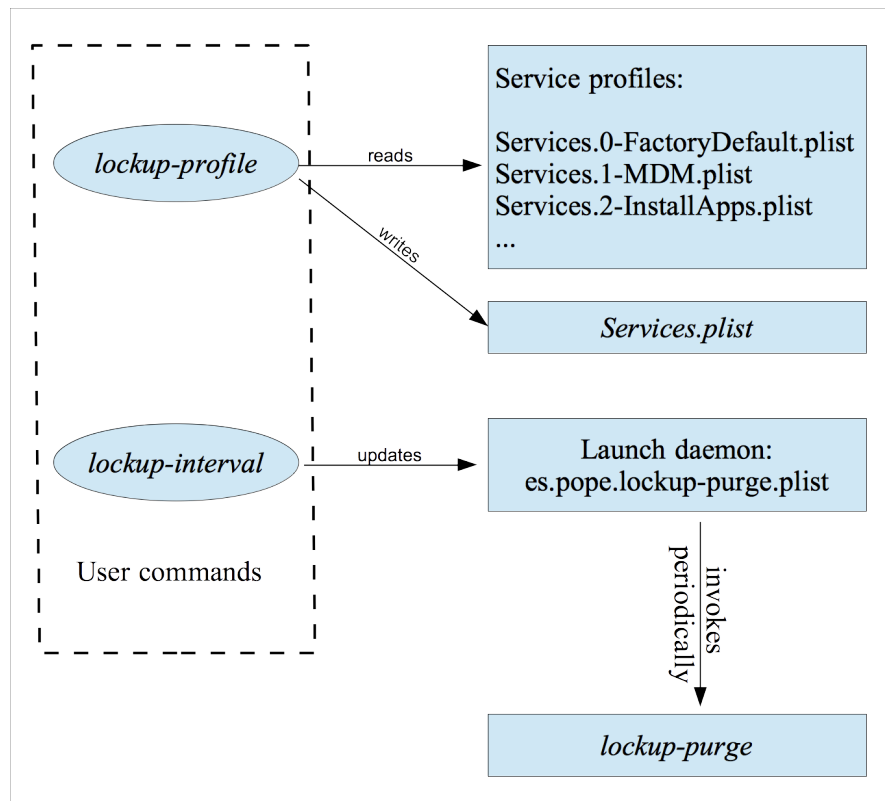 lockup-profile
reads
writes
Service profiles:
Services.0-FactoryDefault.plist
Services.1-MDM.plist
Services.2-InstallApps.plist
...
Services.plist
lockup-interval
updates
Launch daemon:
es.pope.lockup-purge.plist
User commands
invokes
periodically
lockup-purge